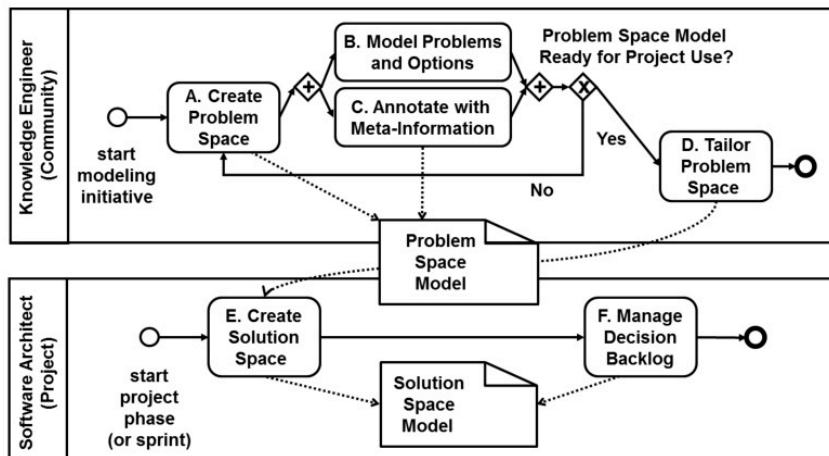 Knowledge Engineer
(Community)
start
modeling
initiative
A. Create
Problem
Space
B. Model Problems
and Options
C. Annotate with
Meta-Information
Problem Space Model
Ready for Project Use?
X
Yes
No
D. Tailor
Problem
Space
Problem
Space
Model
Software Architect
(Project)
start
project
phase
(or sprint)
E. Create
Solution
Space
F. Manage
Decision
Backlog
Solution
Space
Model